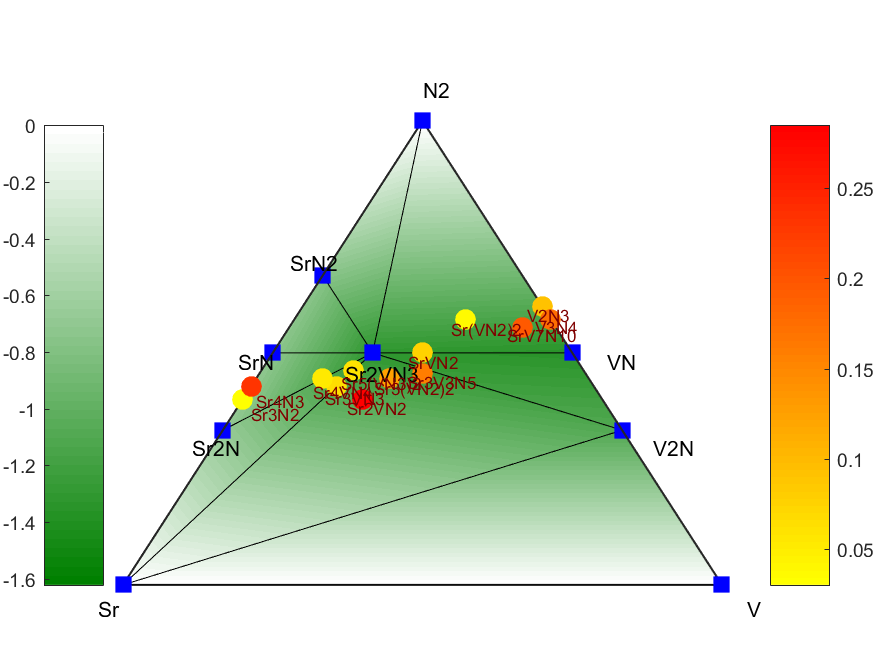 N2
0
-0.2
-0.4
-0.6
-0.8
-1
-1.2
-1.4
-1.6
0.25
0.2
0.15
0.1
0.05
SrN2
V2N3
V3N4
Sr(VN2)2
SrV7N10
SrN
VN
SrVN2
Sr2VN3
Sr3V3N5
Sr3(VN2)2
Sr3VN3
Sr2VN2
Sr4N3
Sr3N2
Sr2N
V2N
Sr
V